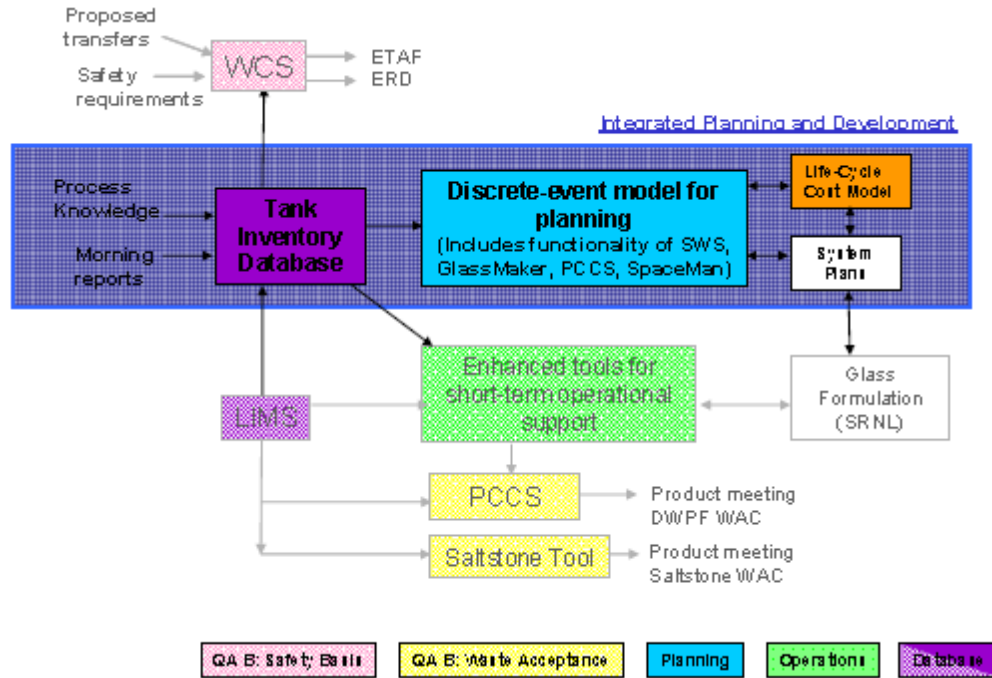 Proposed
transfers
Safety
requirements
WCS
ETAF
ERD
Integrated Planning and Development
Process
Knowledge
Morning
reports
Tank
Inventory
Database
Discrete-event model for
planning
(Includes functionality of SWS,
GlassMaker, PCCS, SpaceMan)
Life-Cycle
Cost Model
System
Plans
LIMS
Enhanced tools for
short-term operational
support
Glass
Formulation
(SRNL)
PCCS
Product meeting
DWPF WAC
Saltstone Tool
Product meeting
Saltstone WAC
QA B: Safety Basis
QA B: Waste Acceptance
Planning
Operations
Database